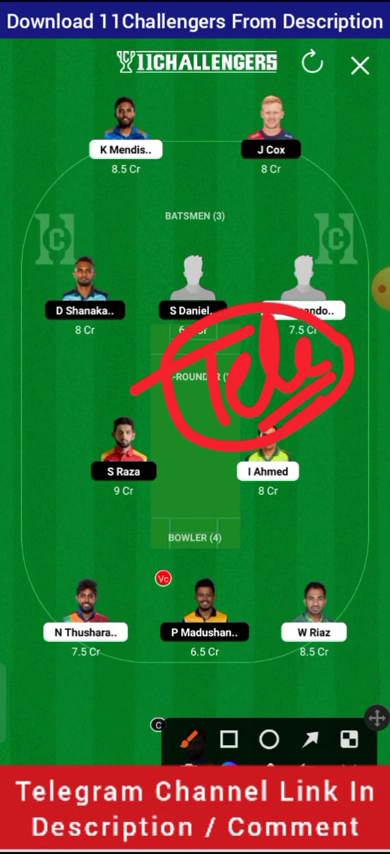 Download 11Challengers From Description
11CHALLENGERS
K Mendis.. J Cox
8.5 Cr 8 Cr
BATSMEN (3)
D Shanaka.. S Daniel..
8 Cr 7.5 Cr
Tele
S Raza I Ahmed
9 Cr 8 Cr
BOWLER (4)
Vc
N Thushara.. P Madushan.. W Riaz
7.5 Cr 6.5 Cr 8.5 Cr
C
Telegram Channel Link In
Description / Comment